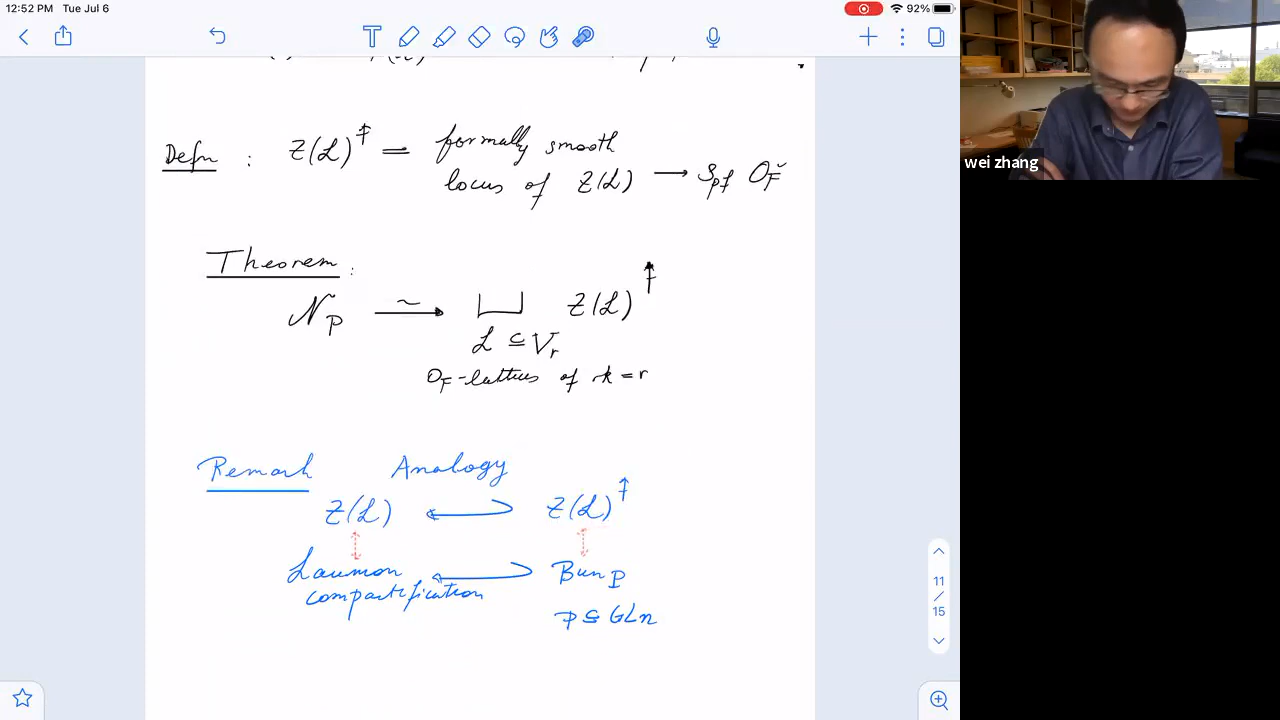 12:52 PM Tue Jul 6
92%
Defn : Z(L)^↑ = formally smooth
locus of Z(L) → Spf O_F̆
Theorem :
N_P ⥲ ⊔ Z(L)^↑
L ⊆ V_r
O_F-lattices of rk = r
Remark Analogy
Z(L) ↩ Z(L)^↑
Laumon compactification ↩ Bun_P
P ⊆ GLn
11
/
15
wei zhang